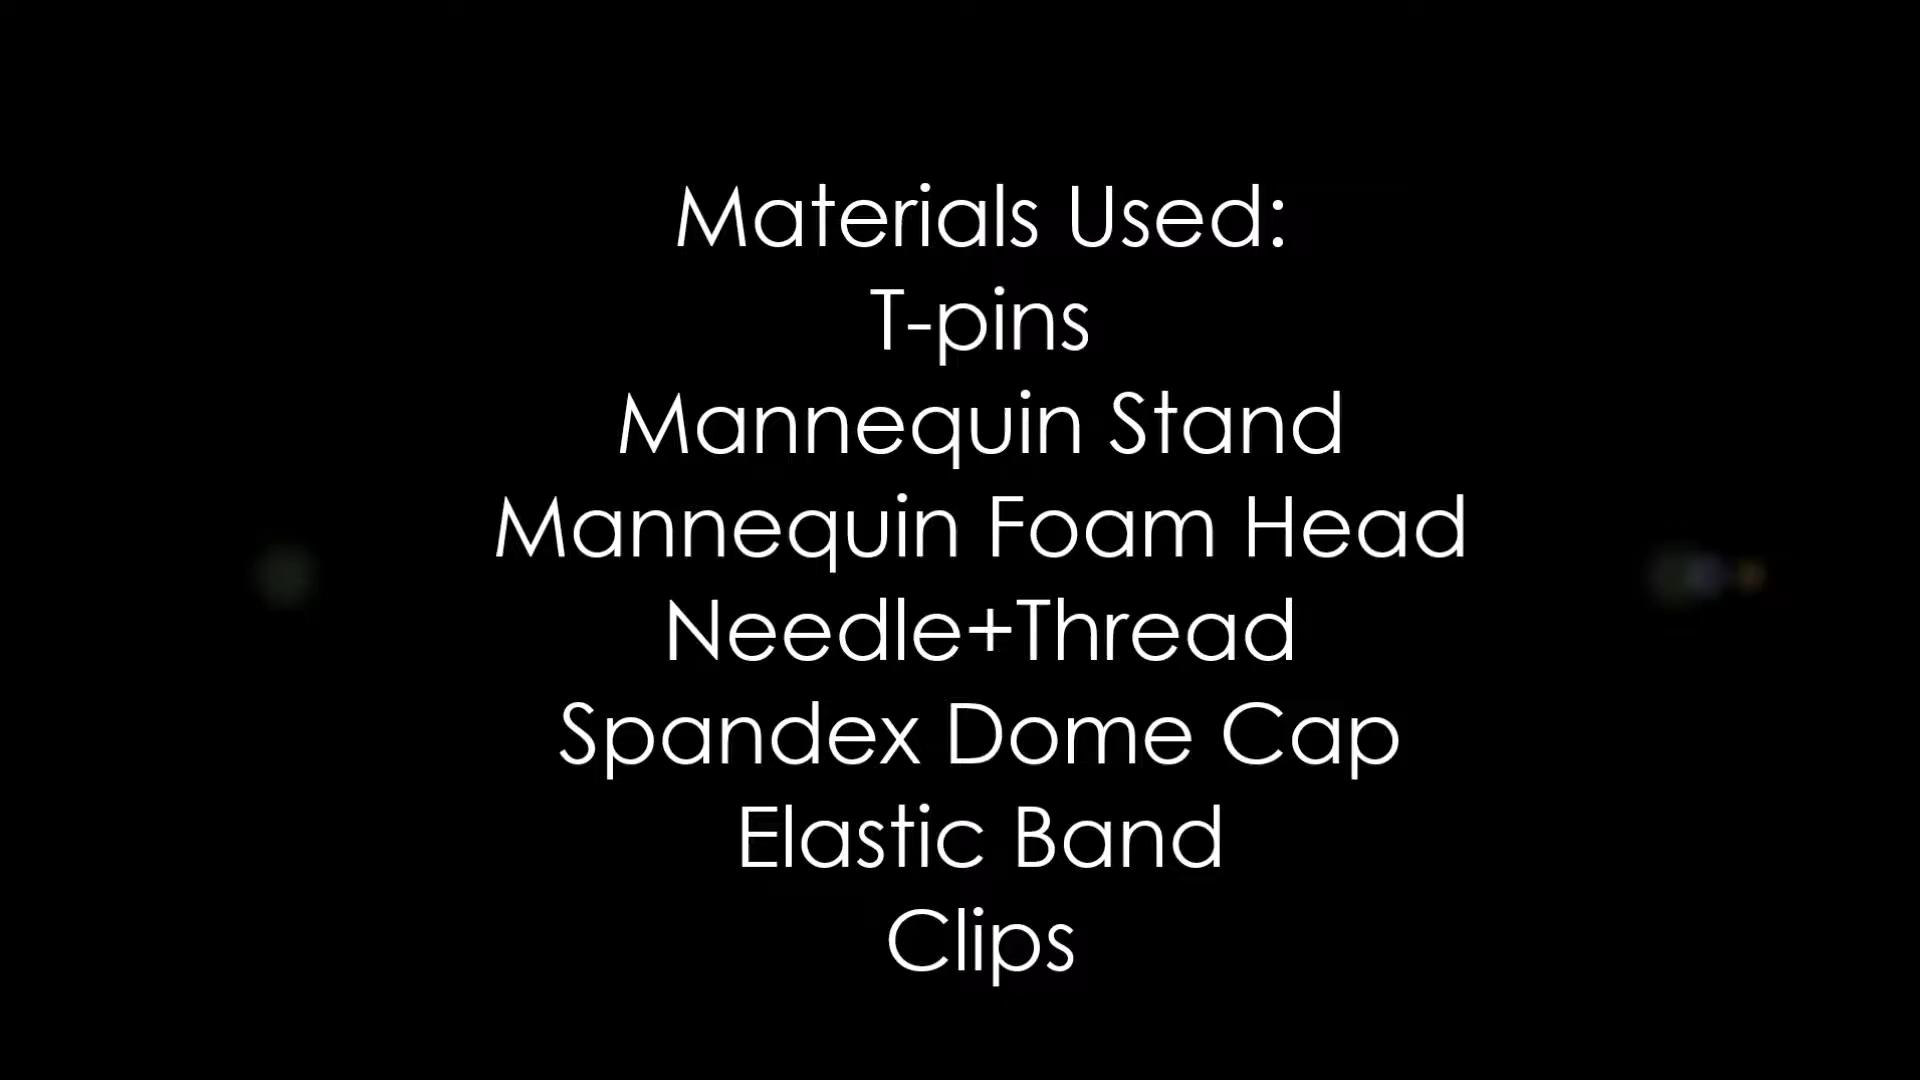 Materials Used:
T-pins
Mannequin Stand
Mannequin Foam Head
Needle+Thread
Spandex Dome Cap
Elastic Band
Clips